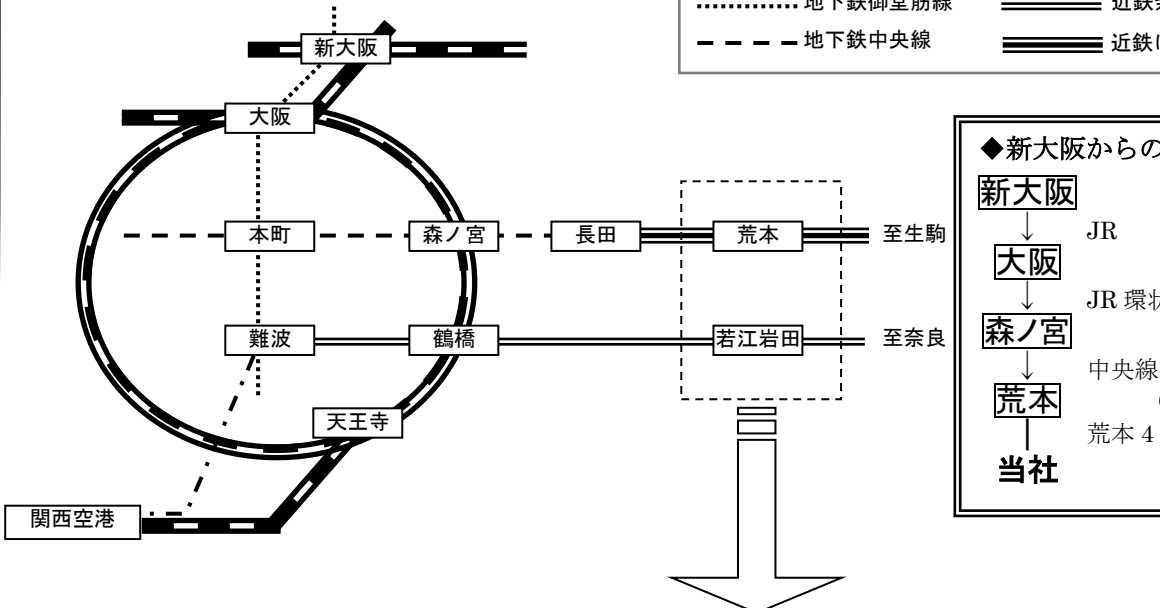 地下鉄御堂筋線
近鉄
地下鉄中央線
近鉄
新大阪
大阪
本町
森ノ宮
長田
荒本
至生駒
難波
鶴橋
若江岩田
至奈良
天王寺
関西空港
◆新大阪からの
新大阪
↓ JR
大阪
↓ JR 環状
森ノ宮
↓ 中央線
荒本
荒本 4
当社